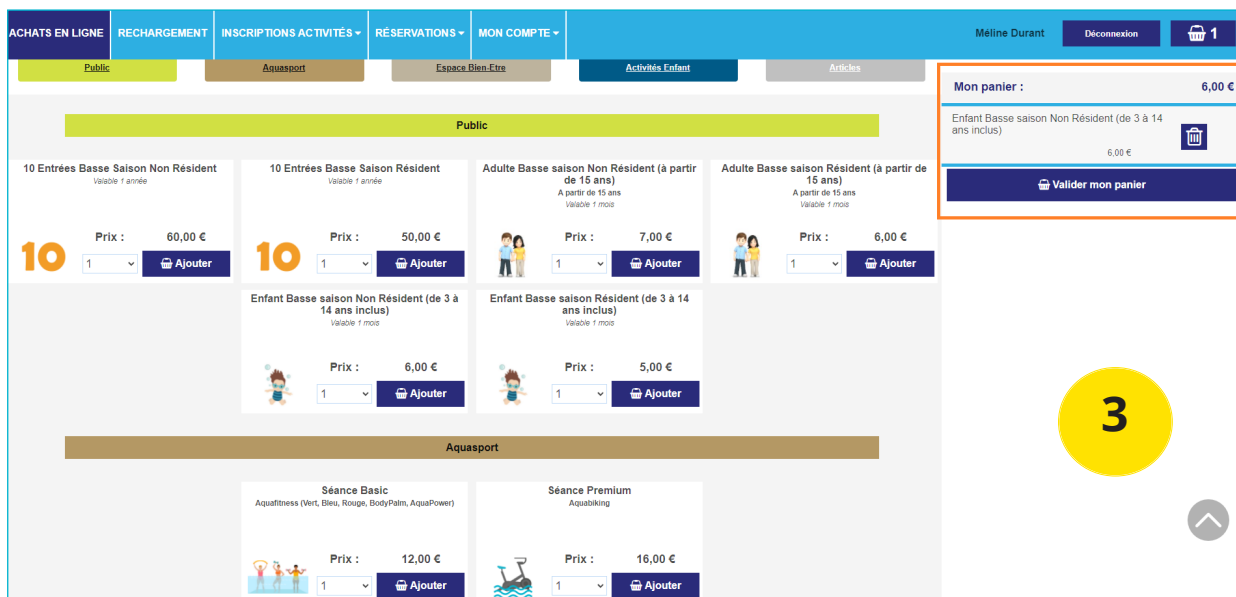 ACHATS EN LIGNE RECHARGEMENT INSCRIPTIONS ACTIVITÉS RÉSERVATIONS MON COMPTE Méline Durant Déconnexion 1
Public Aquasport Espace Bien-Etre Activités Enfant Articles
Mon panier : 6,00 €
Enfant Basse saison Non Résident (de 3 à 14
ans inclus)
6,00 €
Valider mon panier
Public
10 Entrées Basse Saison Non Résident
Valable 1 année
10
Prix : 60,00 €
1 Ajouter
10 Entrées Basse Saison Résident
Valable 1 année
10
Prix : 50,00 €
1 Ajouter
Adulte Basse saison Non Résident (à partir
de 15 ans)
A partir de 15 ans
Valable 1 mois
Prix : 7,00 €
1 Ajouter
Adulte Basse saison Résident (à partir de
15 ans)
A partir de 15 ans
Valable 1 mois
Prix : 6,00 €
1 Ajouter
Enfant Basse saison Non Résident (de 3 à
14 ans inclus)
Valable 1 mois
Prix : 6,00 €
1 Ajouter
Enfant Basse saison Résident (de 3 à 14
ans inclus)
Valable 1 mois
Prix : 5,00 €
1 Ajouter
3
Aquasport
Séance Basic
Aquafitness (Vert, Bleu, Rouge, BodyPalm, AquaPower)
Prix : 12,00 €
1 Ajouter
Séance Premium
Aquabiking
Prix : 16,00 €
1 Ajouter